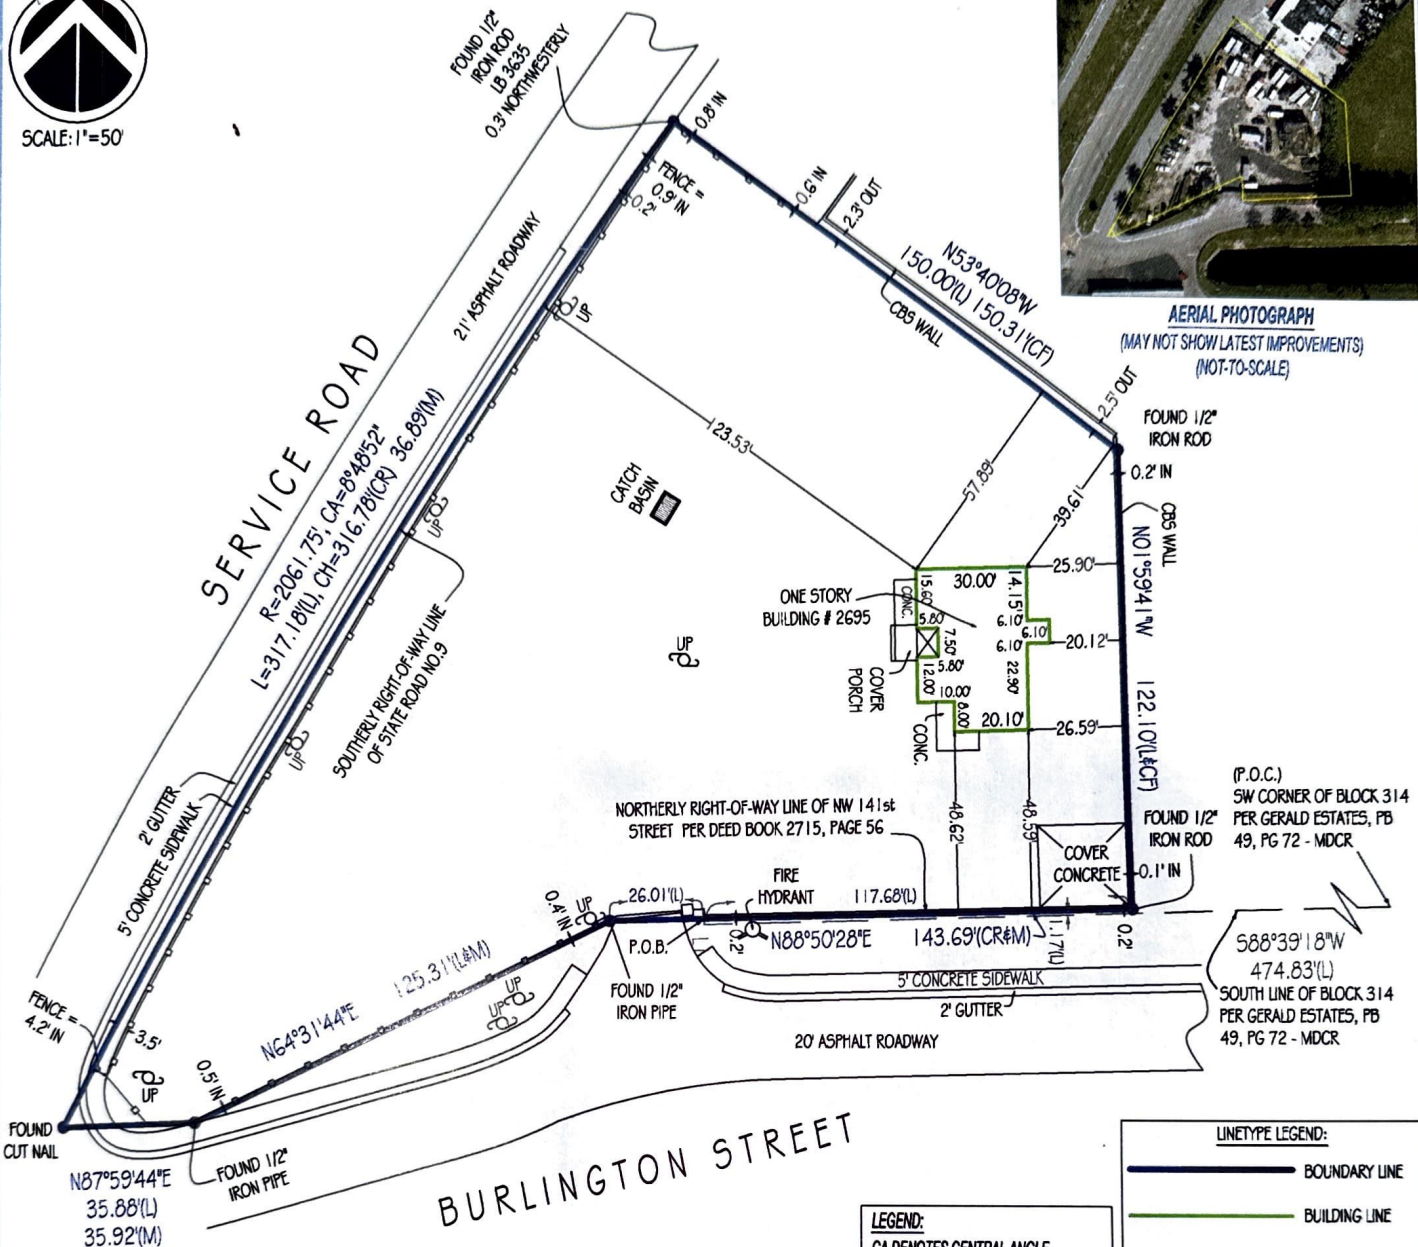 SCALE: 1"=50'
FOUND 1/2"
IRON ROD
LB 3635
0.3' NORTHWESTERLY
0.8' IN
FENCE =
0.9' IN
0.2'
0.6' IN
2.3' OUT
N53°40'08"W
150.00'(L) 150.31'(CF)
CBS WALL
AERIAL PHOTOGRAPH
(MAY NOT SHOW LATEST IMPROVEMENTS)
(NOT-TO-SCALE)
2.5' OUT
FOUND 1/2"
IRON ROD
0.2' IN
CBS WALL
N01°59'41"W
122.10'(L&CF)
21' ASPHALT ROADWAY
UP
SERVICE ROAD
R=2061.75', CA=8°48'52"
L=317.18'(L), CH=316.78'(CR) 36.89'(M)
UP
SOUTHERLY RIGHT-OF-WAY LINE
OF STATE ROAD NO.9
UP
2' GUTTER
5' CONCRETE SIDEWALK
123.53'
CATCH
BASIN
57.89'
39.61'
ONE STORY
BUILDING # 2695
30.00'
14.15'
25.90'
15.60'
CONC.
5.80'
7.50'
5.80'
6.10'
6.10'
6.10'
20.12'
COVER
PORCH
12.00'
10.00'
8.00'
22.90'
20.10'
26.59'
CONC.
UP
48.62'
48.59'
NORTHERLY RIGHT-OF-WAY LINE OF NW 141st
STREET PER DEED BOOK 2715, PAGE 56
COVER
CONCRETE
FOUND 1/2"
IRON ROD
0.1' IN
(P.O.C.)
SW CORNER OF BLOCK 314
PER GERALD ESTATES, PB
49, PG 72 - MDCR
FIRE
HYDRANT
117.68'(L)
26.01'(L)
UP
0.4' IN
P.O.B.
0.2'
N88°50'28"E
143.69'(CR&M)
1.17'(L)
0.2'
S88°39'18"W
474.83'(L)
SOUTH LINE OF BLOCK 314
PER GERALD ESTATES, PB
49, PG 72 - MDCR
5' CONCRETE SIDEWALK
2' GUTTER
20' ASPHALT ROADWAY
FOUND 1/2"
IRON PIPE
125.31'(L&M)
N64°31'44"E
UP
UP
FENCE =
4.2' IN
3.5'
UP
0.5' IN
FOUND
CUT NAIL
FOUND 1/2"
IRON PIPE
N87°59'44"E
35.88'(L)
35.92'(M)
BURLINGTON STREET
LINETYPE LEGEND:
BOUNDARY LINE
BUILDING LINE
LEGEND:
CA DENOTES CENTRAL ANGLE